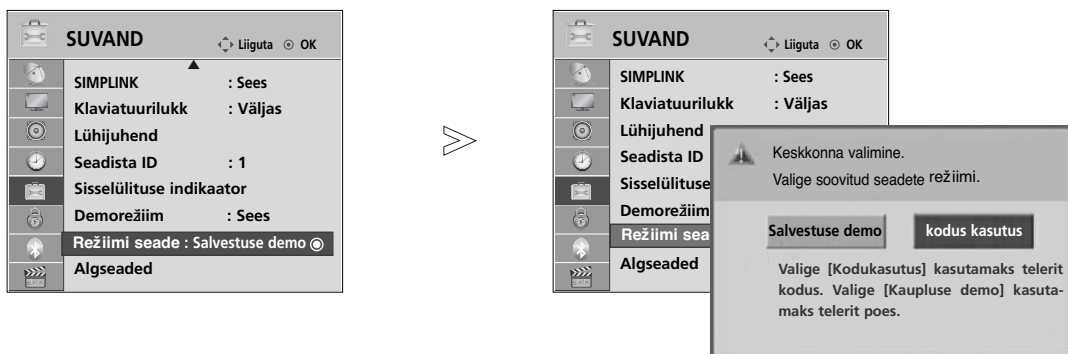 SUVAND Liiguta OK
SIMPLINK : Sees
Klaviatuurilukk : Väljas
Lühijuhend
Seadista ID : 1
Sisselülituse indikaator
Demorežiim : Sees
Režiimi seade : Salvestuse demo
Algseaded
SUVAND Liiguta OK
SIMPLINK : Sees
Klaviatuurilukk : Väljas
Lühijuhend
Seadista ID
Sisselülituse
Demorežiim
Režiimi sea
Algseaded
Keskkonna valimine.
Valige soovitud seadete režiimi.
Salvestuse demo kodus kasutus
Valige [Kodukasutus] kasutamaks telerit
kodus. Valige [Kaupluse demo] kasuta-
maks telerit poes.